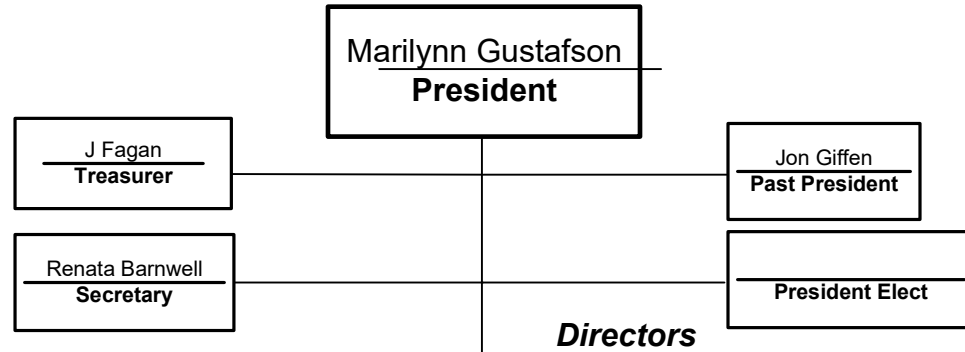 Marilynn Gustafson
President
J Fagan
Treasurer
Jon Giffen
Past President
Renata Barnwell
Secretary
President Elect
Directors